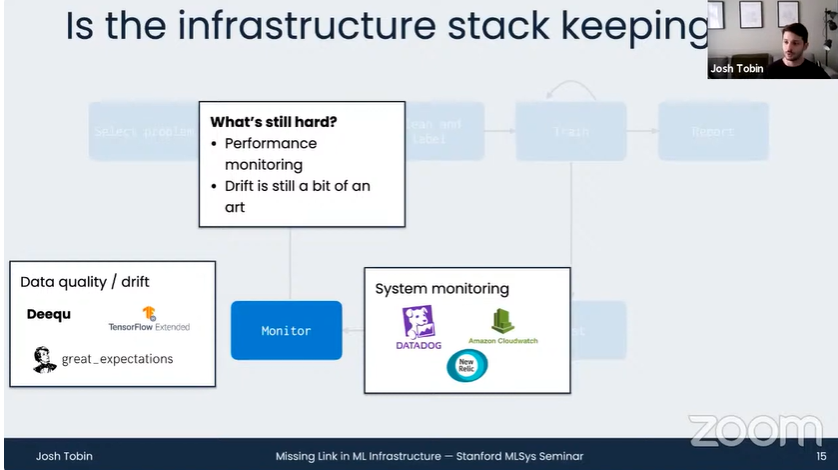 Is the infrastructure stack keeping
Josh Tobin
Select problem
What's still hard?
• Performance
monitoring
• Drift is still a bit of an
art
label
Train
Report
Data quality / drift
Deequ
TensorFlow Extended
great_expectations
Monitor
System monitoring
DATADOG
Amazon Cloudwatch
New
Relic
zoom
Josh Tobin
Missing Link in ML Infrastructure — Stanford MLSys Seminar
15